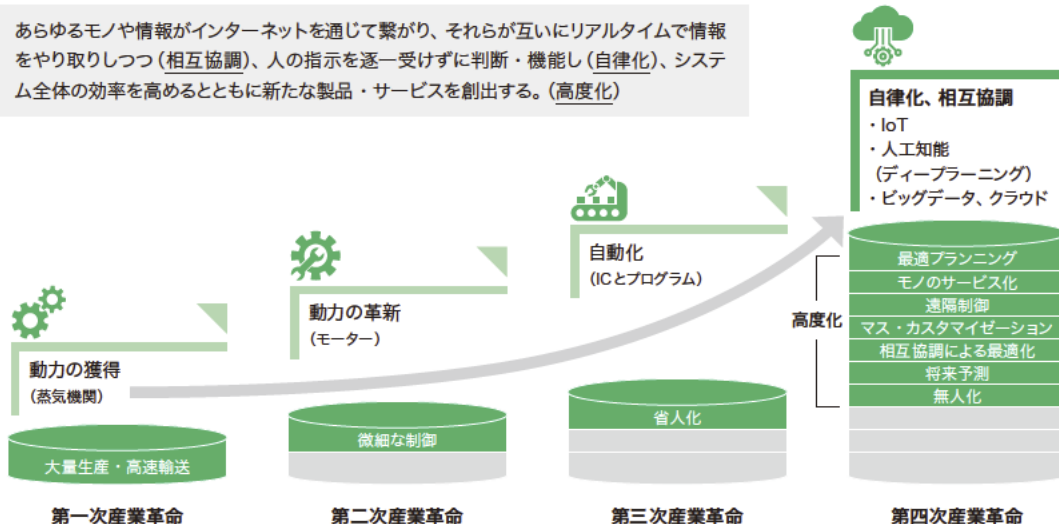 あらゆるモノや情報がインターネットを通じて繋がり、それらが互いにリアルタイムで情報
をやり取りしつつ（相互協調）、人の指示を逐一受けずに判断・機能し（自律化）、システ
ム全体の効率を高めるとともに新たな製品・サービスを創出する。（高度化）
動力の獲得
（蒸気機関）
大量生産・高速輸送
第一次産業革命
動力の革新
（モーター）
微細な制御
第二次産業革命
自動化
（ICとプログラム）
省人化
第三次産業革命
自律化、相互協調
・IoT
・人工知能
（ディープラーニング）
・ビッグデータ、クラウド
高度化
最適プランニング
モノのサービス化
遠隔制御
マス・カスタマイゼーション
相互協調による最適化
将来予測
無人化
第四次産業革命